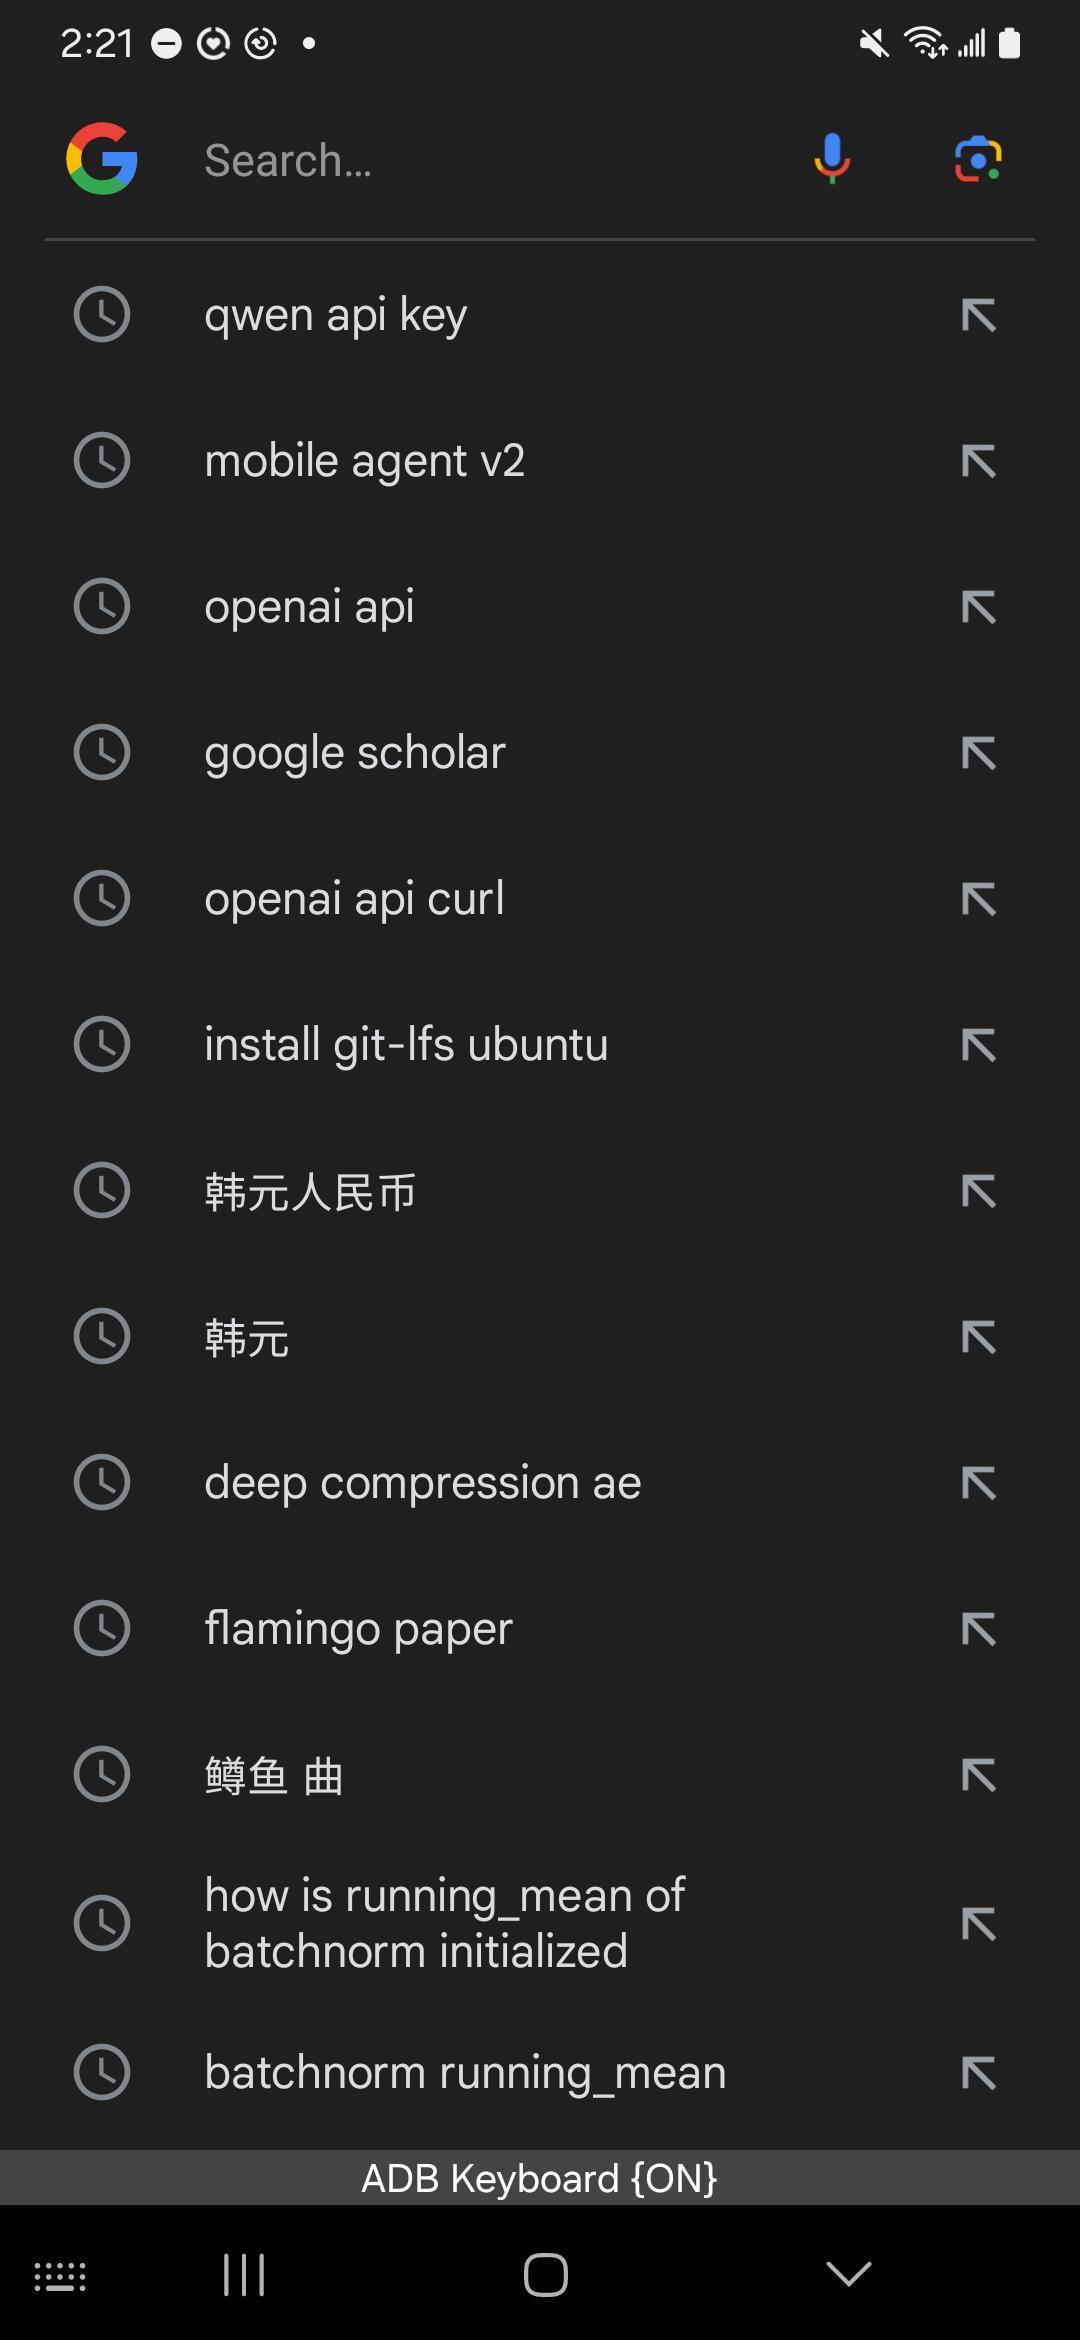 2:21
Search...
qwen api key
mobile agent v2
openai api
google scholar
openai api curl
install git-lfs ubuntu
韩元人民币
韩元
deep compression ae
flamingo paper
鳟鱼 曲
how is running_mean of
batchnorm initialized
batchnorm running_mean
ADB Keyboard {ON}